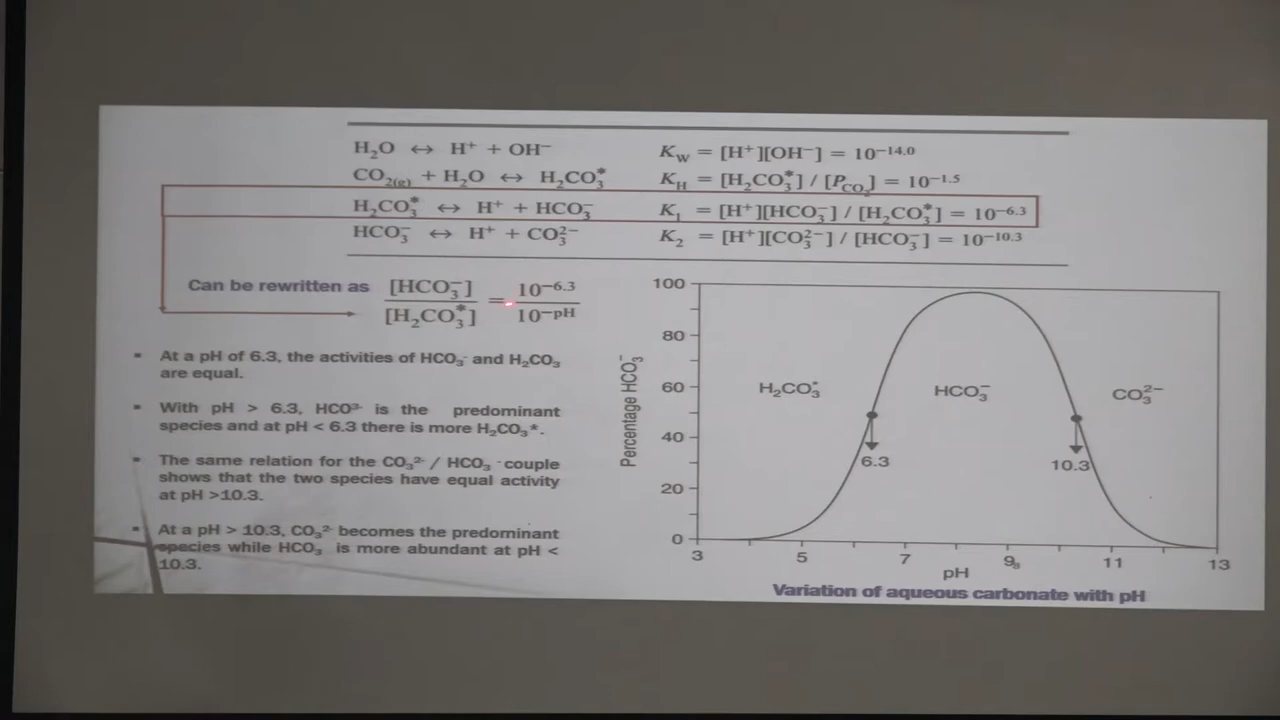 H₂O ↔ H⁺ + OH⁻ K_W = [H⁺][OH⁻] = 10⁻¹⁴·⁰
CO₂₍g₎ + H₂O ↔ H₂CO₃* K_H = [H₂CO₃*] / [P_CO₂] = 10⁻¹·⁵
H₂CO₃* ↔ H⁺ + HCO₃⁻ K₁ = [H⁺][HCO₃⁻] / [H₂CO₃*] = 10⁻⁶·³
HCO₃⁻ ↔ H⁺ + CO₃²⁻ K₂ = [H⁺][CO₃²⁻] / [HCO₃⁻] = 10⁻¹⁰·³
Can be rewritten as [HCO₃⁻] / [H₂CO₃*] = 10⁻⁶·³ / 10⁻ᵖᴴ
▪ At a pH of 6.3, the activities of HCO₃⁻ and H₂CO₃
are equal.
▪ With pH > 6.3, HCO³⁻ is the predominant
species and at pH < 6.3 there is more H₂CO₃*.
▪ The same relation for the CO₃²⁻ / HCO₃⁻ couple
shows that the two species have equal activity
at pH >10.3.
▪ At a pH > 10.3, CO₃²⁻ becomes the predominant
species while HCO₃ is more abundant at pH <
10.3.
Percentage HCO₃⁻
100
80
60
40
20
0
H₂CO₃* HCO₃⁻ CO₃²⁻
6.3 10.3
3 5 7 9 11 13
pH
Variation of aqueous carbonate with pH